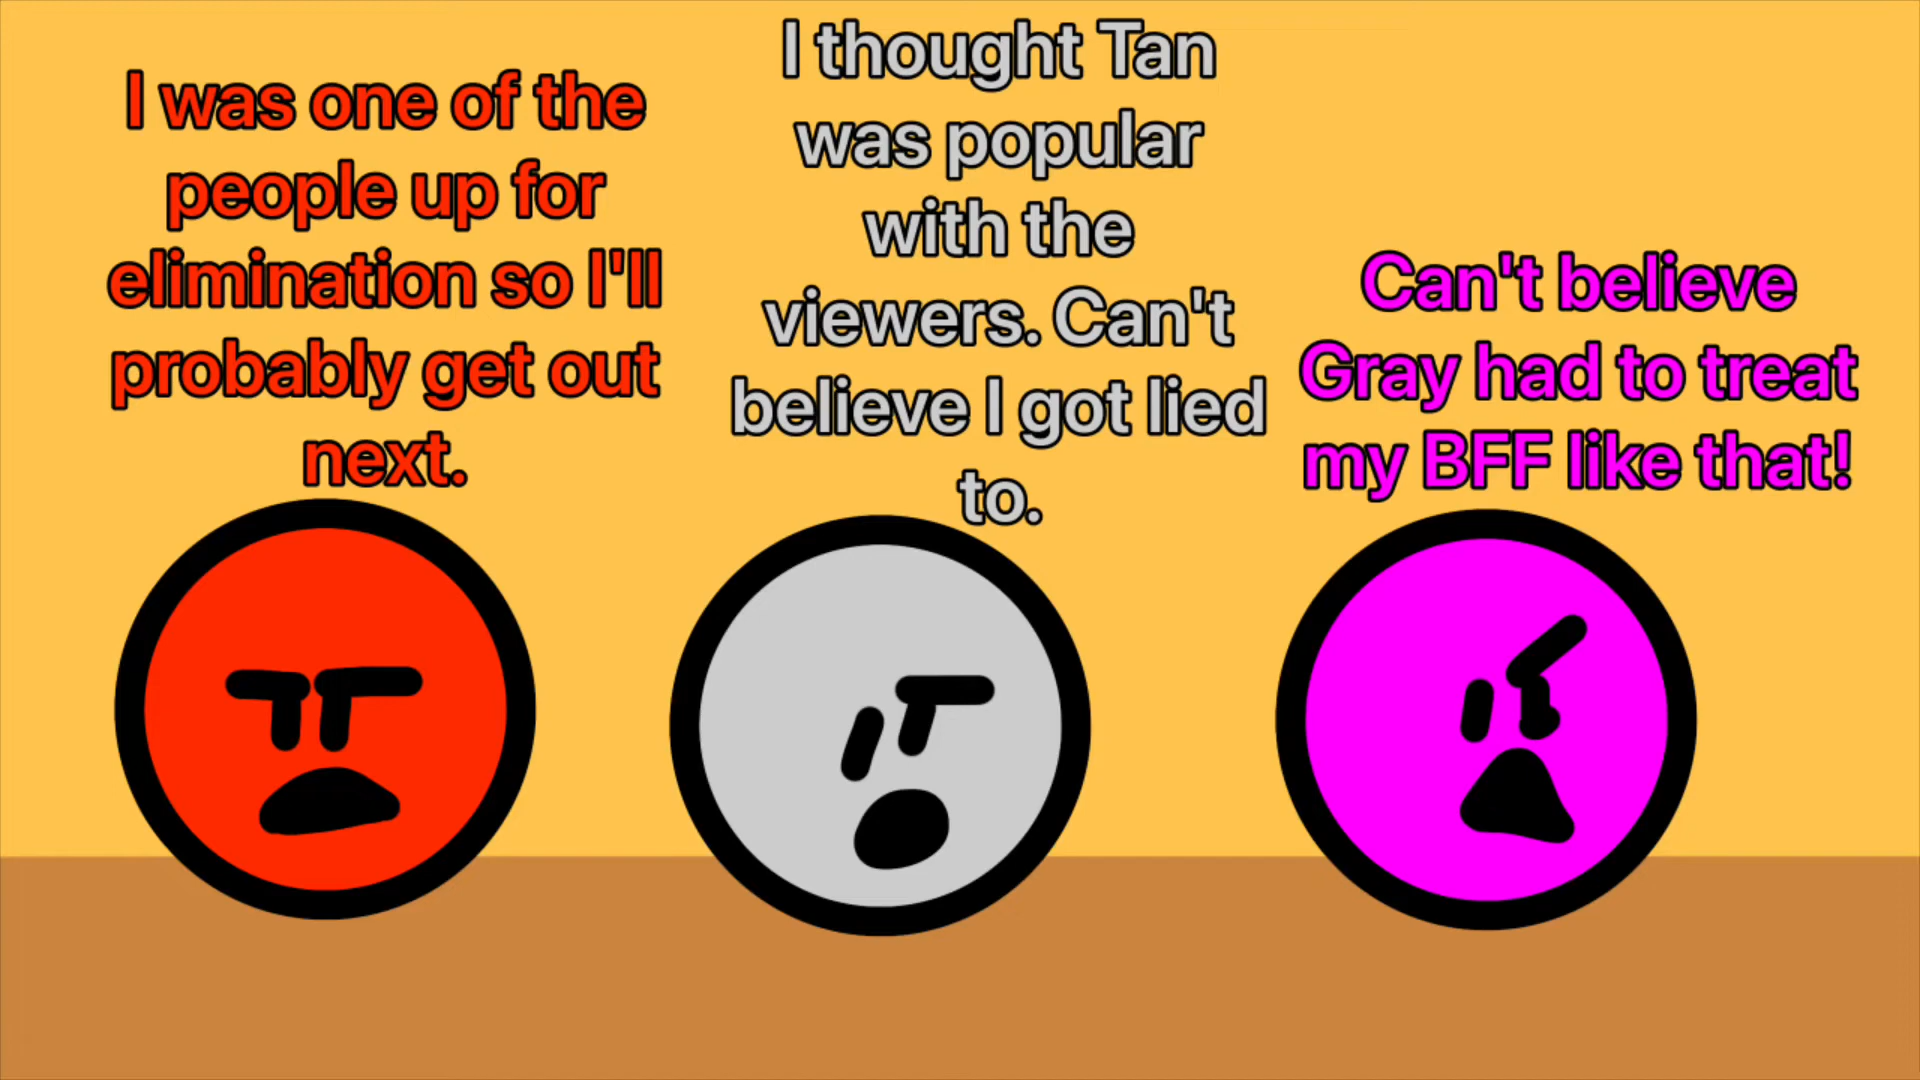 I was one of the
people up for
elimination so I'll
probably get out
next.
I thought Tan
was popular
with the
viewers. Can't
believe I got lied
to.
Can't believe
Gray had to treat
my BFF like that!